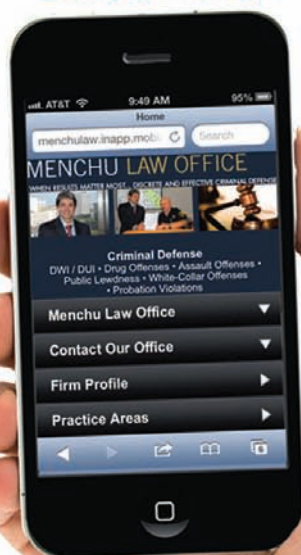 AT&T 9:49 AM 95%
Home
menchulaw.inapp.mobi Search
MENCHU LAW OFFICE
WHEN RESULTS MATTER MOST... DISCRETE AND EFFECTIVE CRIMINAL DEFENSE
Criminal Defense
DWI / DUI • Drug Offenses • Assault Offenses •
Public Lewdness • White-Collar Offenses
• Probation Violations
Menchu Law Office
Contact Our Office
Firm Profile
Practice Areas